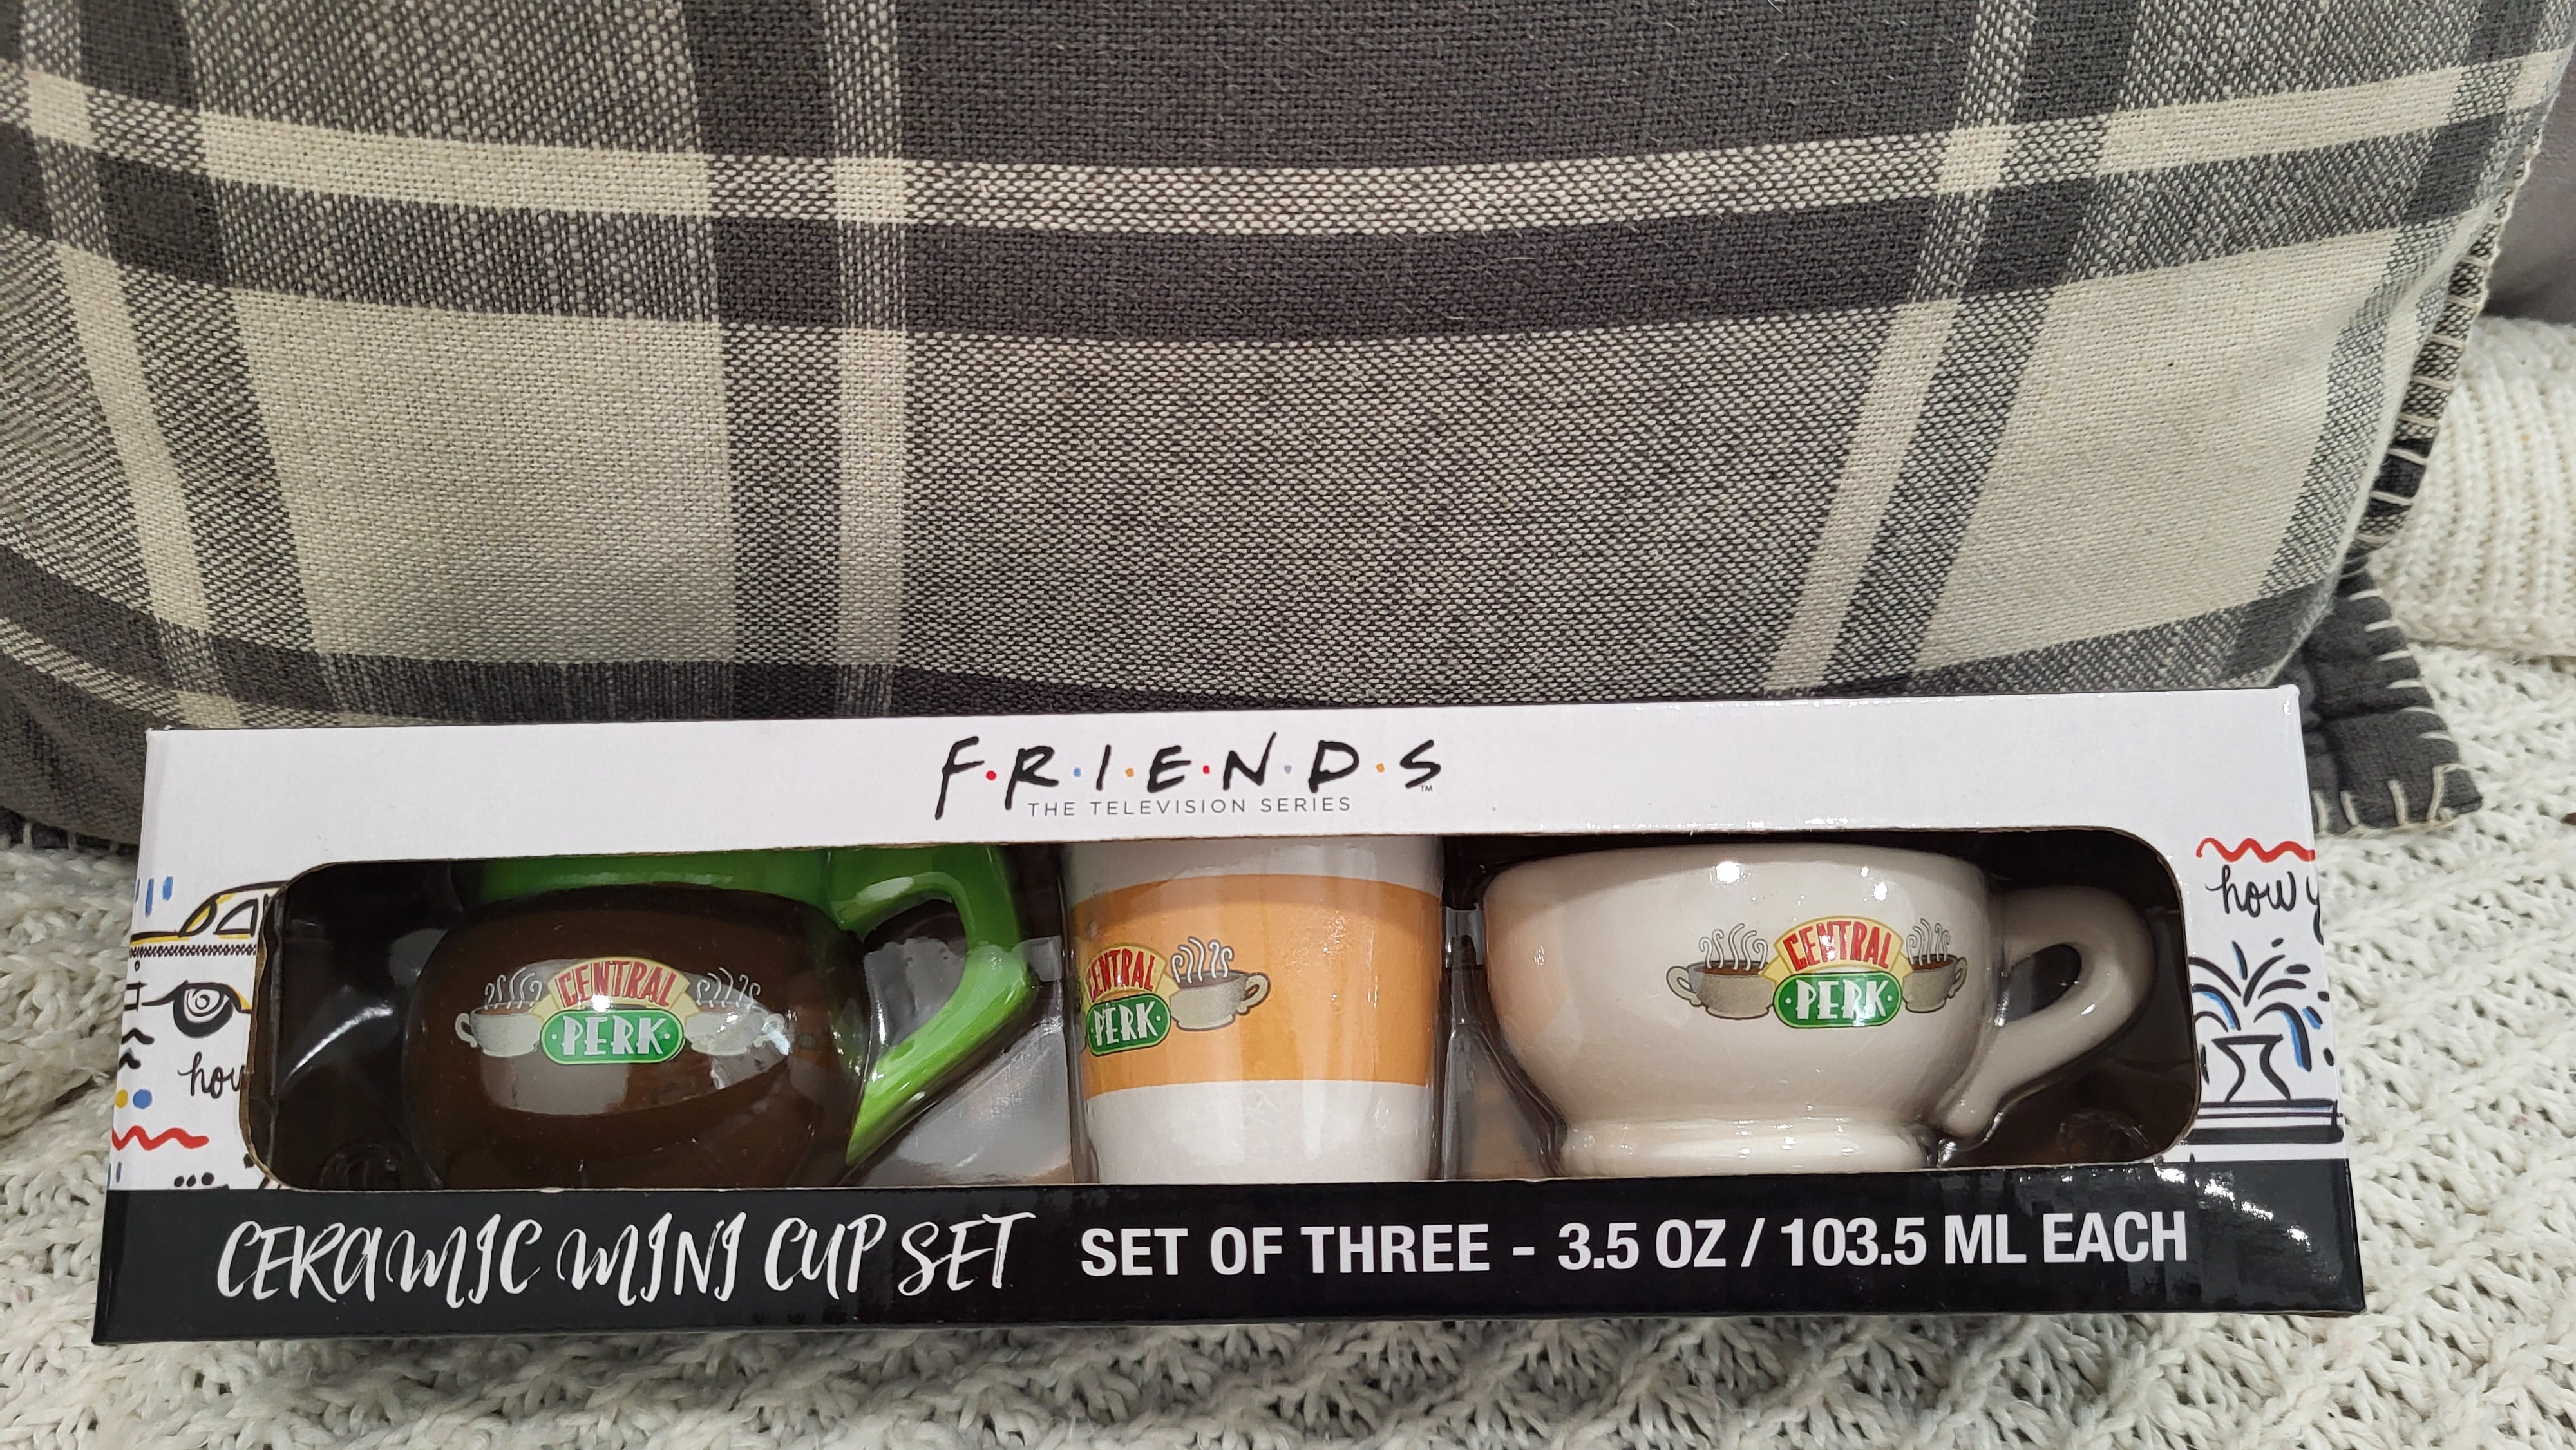 F·R·I·E·N·D·S™
THE TELEVISION SERIES
how
CENTRAL
·PERK·
CENTRAL
PERK·
CENTRAL
·PERK·
how y
CERAMIC MINI CUP SET SET OF THREE - 3.5 OZ / 103.5 ML EACH